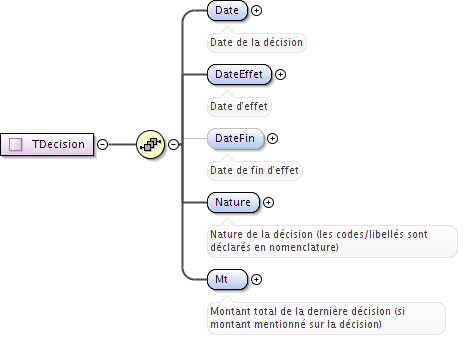 Date
Date de la décision
DateEffet
Date d'effet
DateFin
TDecision
Date de fin d'effet
Nature
Nature de la décision (les codes/libellés sont
déclarés en nomenclature)
Mt
Montant total de la dernière décision (si
montant mentionné sur la décision)